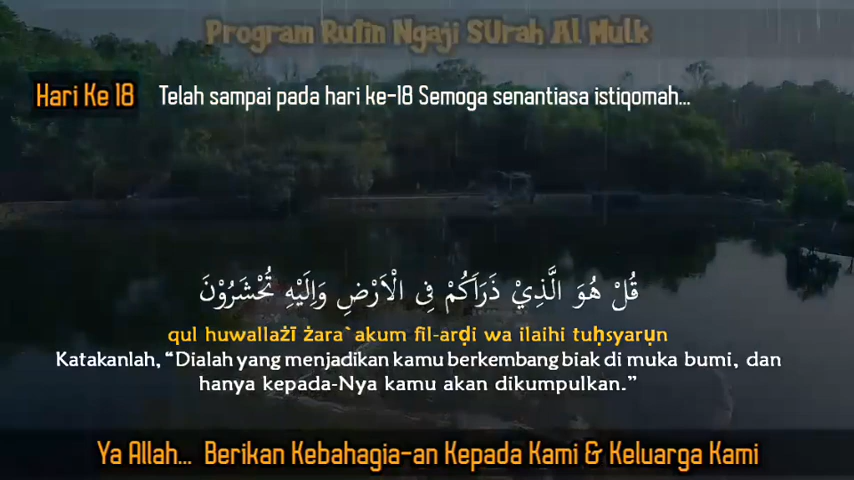 Program Rutin Ngaji SUrah Al Mulk
Hari Ke 18
Telah sampai pada hari ke-18 Semoga senantiasa istiqomah...
قُلْ هُوَ الَّذِيْ ذَرَاَكُمْ فِى الْاَرْضِ وَاِلَيْهِ تُحْشَرُوْنَ
qul huwallażī żara`akum fil-arḍi wa ilaihi tuḥsyarụn
Katakanlah, “Dialah yang menjadikan kamu berkembang biak di muka bumi, dan
hanya kepada-Nya kamu akan dikumpulkan.”
Ya Allah... Berikan Kebahagia-an Kepada Kami & Keluarga Kami